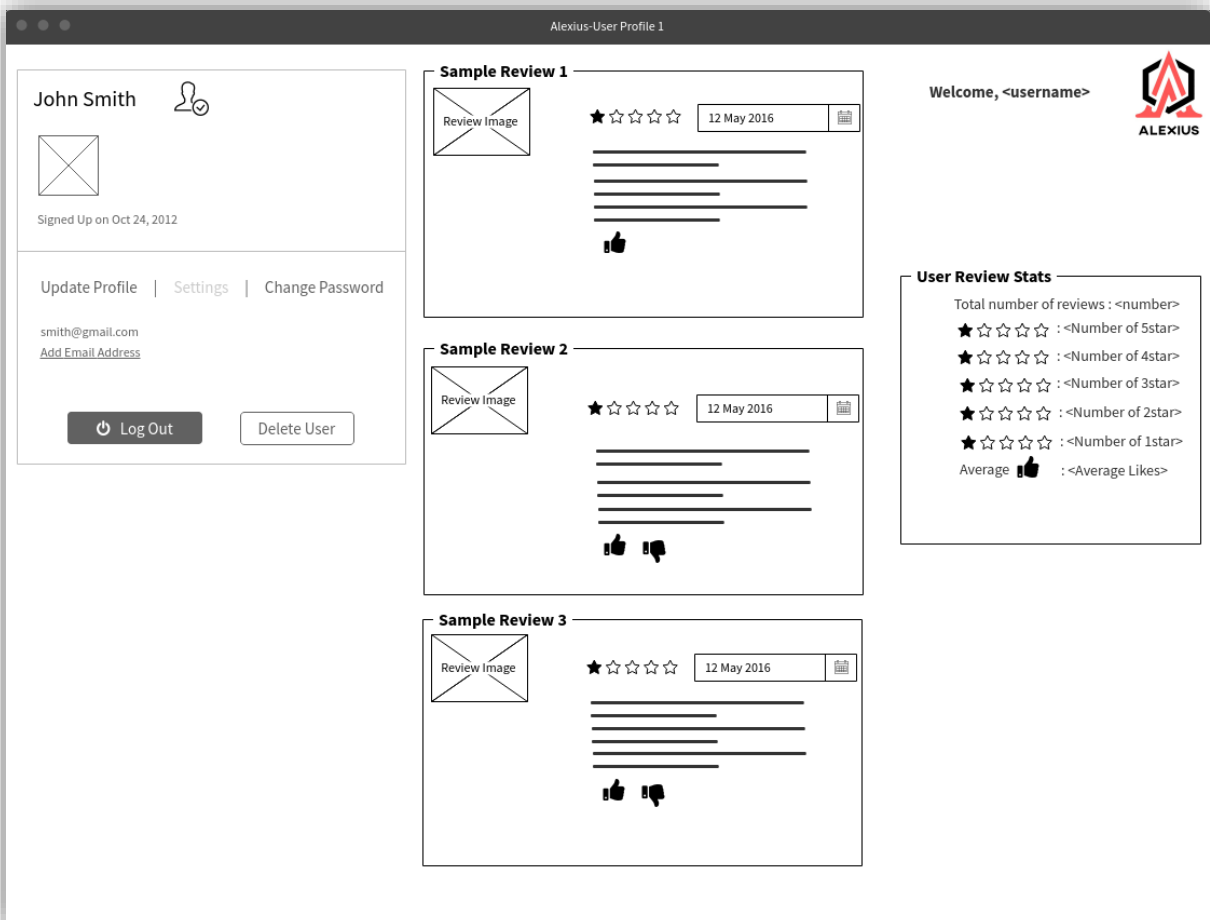 Alexius-User Profile 1
John Smith
Signed Up on Oct 24, 2012
Update Profile | Settings | Change Password
smith@gmail.com
Add Email Address
Log Out
Delete User
Sample Review 1
Review Image
12 May 2016
Sample Review 2
Review Image
12 May 2016
Sample Review 3
Review Image
12 May 2016
Welcome, <username>
ALEXIUS
User Review Stats
Total number of reviews : <number>
: <Number of 5star>
: <Number of 4star>
: <Number of 3star>
: <Number of 2star>
: <Number of 1star>
Average : <Average Likes>